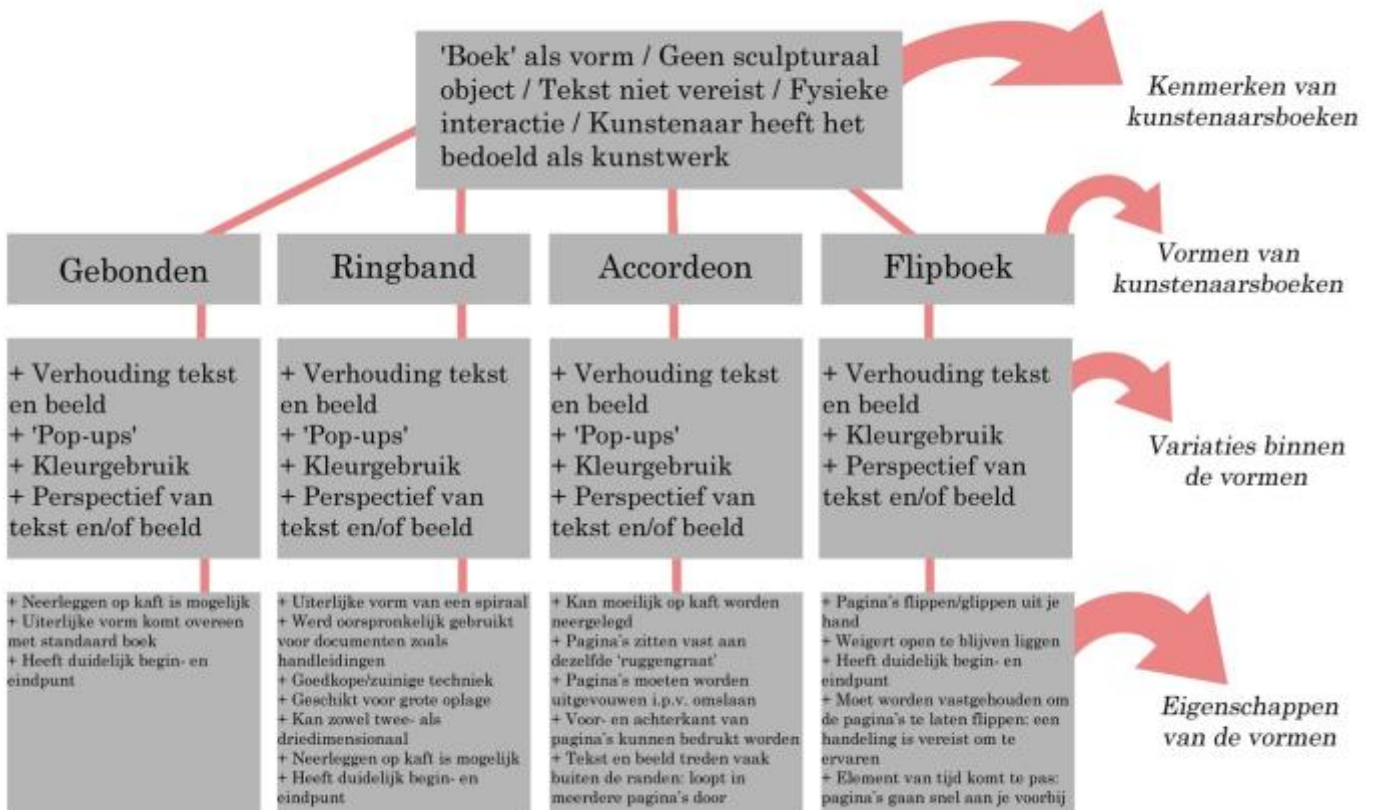 'Boek' als vorm / Geen sculpturaal
object / Tekst niet vereist / Fysieke
interactie / Kunstenaar heeft het
bedoeld als kunstwerk
Kenmerken van
kunstenaarsboeken
Gebonden
Ringband
Accordeon
Flipboek
Vormen van
kunstenaarsboeken
+ Verhouding tekst
en beeld
+ 'Pop-ups'
+ Kleurgebruik
+ Perspectief van
tekst en/of beeld
+ Verhouding tekst
en beeld
+ 'Pop-ups'
+ Kleurgebruik
+ Perspectief van
tekst en/of beeld
+ Verhouding tekst
en beeld
+ 'Pop-ups'
+ Kleurgebruik
+ Perspectief van
tekst en/of beeld
+ Verhouding tekst
en beeld
+ Kleurgebruik
+ Perspectief van
tekst en/of beeld
Variaties binnen
de vormen
+ Neerleggen op kaft is mogelijk
+ Uiterlijke vorm komt overeen
met standaard boek
+ Heeft duidelijk begin- en
eindpunt
+ Uiterlijke vorm van een spiraal
+ Werd oorspronkelijk gebruikt
voor documenten zoals
handleidingen
+ Goedkope/zuinige techniek
+ Geschikt voor grote oplage
+ Kan zowel twee- als
driedimensionaal
+ Neerleggen op kaft is mogelijk
+ Heeft duidelijk begin- en
eindpunt
+ Kan moeilijk op kaft worden
neergelegd
+ Pagina's zitten vast aan
dezelfde 'ruggengraat'
+ Pagina's moeten worden
uitgevouwen i.p.v. omslaan
+ Voor- en achterkant van
pagina's kunnen bedrukt worden
+ Tekst en beeld treden vaak
buiten de randen: loopt in
meerdere pagina's door
+ Pagina's flippen/glippen uit je
hand
+ Weigert open te blijven liggen
+ Heeft duidelijk begin- en
eindpunt
+ Moet worden vastgehouden om
de pagina's te laten flippen: een
handeling is vereist om te
ervaren
+ Element van tijd komt te pas:
pagina's gaan snel aan je voorbij
Eigenschappen
van de vormen